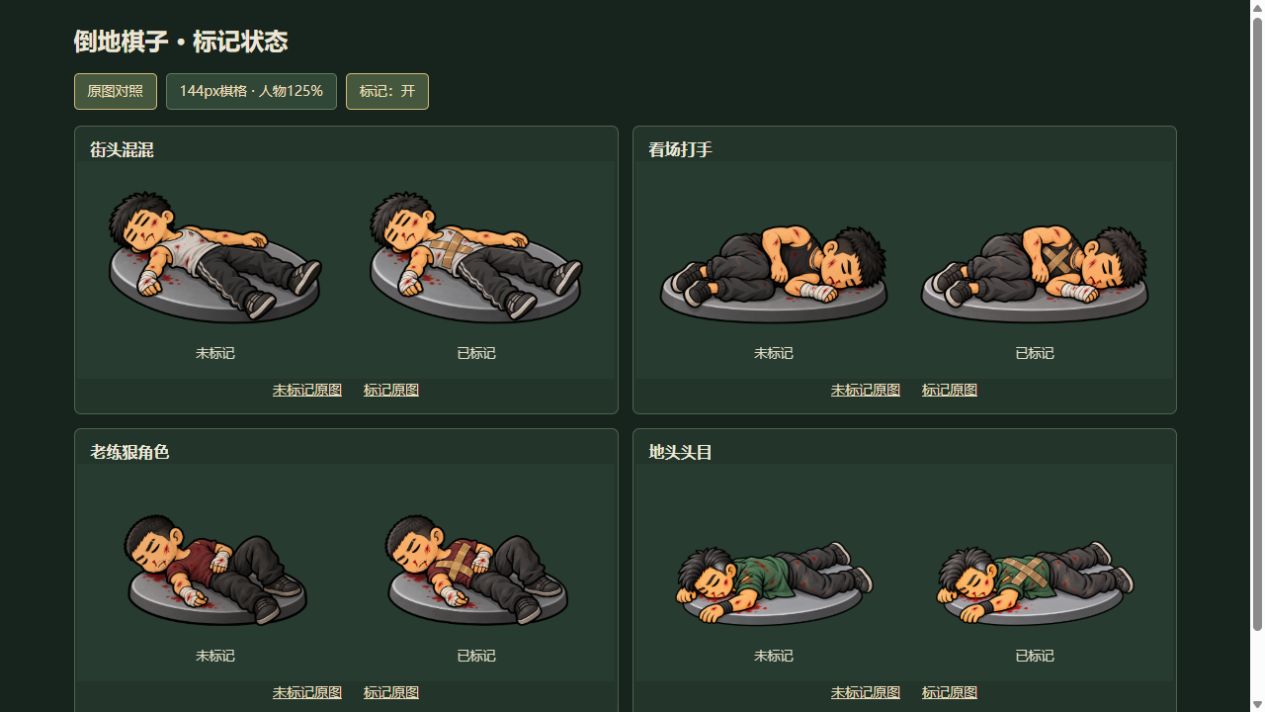 倒地棋子 · 标记状态
原图对照 144px棋格 · 人物125% 标记：开
街头混混
未标记 已标记
未标记原图 标记原图
看场打手
未标记 已标记
未标记原图 标记原图
老练狠角色
未标记 已标记
未标记原图 标记原图
地头头目
未标记 已标记
未标记原图 标记原图